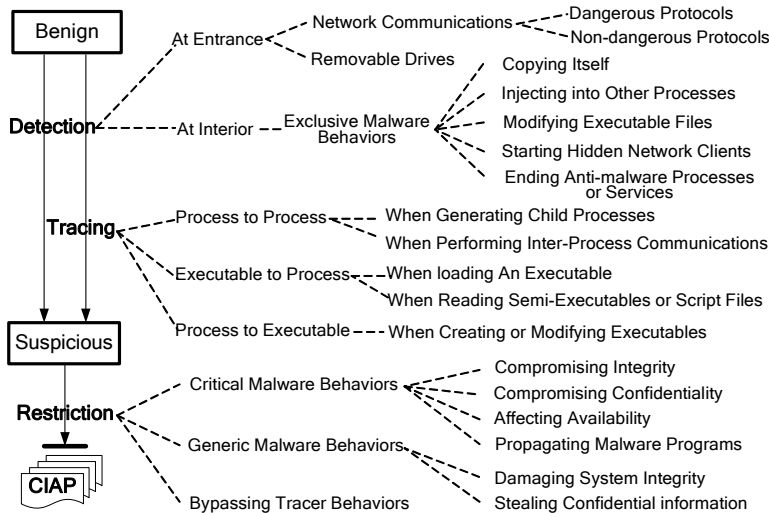 Benign
Detection
At Entrance
Network Communications
Dangerous Protocols
Non-dangerous Protocols
Removable Drives
At Interior
Exclusive Malware
Behaviors
Copying Itself
Injecting into Other Processes
Modifying Executable Files
Starting Hidden Network Clients
Ending Anti-malware Processes
or Services
Tracing
Process to Process
When Generating Child Processes
When Performing Inter-Process Communications
Executable to Process
When loading An Executable
When Reading Semi-Executables or Script Files
Process to Executable
When Creating or Modifying Executables
Suspicious
Restriction
Critical Malware Behaviors
Compromising Integrity
Compromising Confidentiality
Affecting Availability
Propagating Malware Programs
Generic Malware Behaviors
Damaging System Integrity
Stealing Confidential information
Bypassing Tracer Behaviors
CIAP